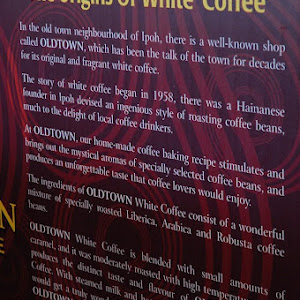 Origins of White Coffee
In the old town neighbourhood of Ipoh, there is a well-known shop
called OLDTOWN, which has been the talk of the town for decades
for its original and fragrant white coffee.
The story of white coffee began in 1958, there was a Hainanese
founder in Ipoh devised an ingenious style of roasting coffee beans,
much to the delight of local coffee drinkers.
At OLDTOWN, our home-made coffee baking recipe stimulates and
brings out the mystical aromas of specially selected coffee beans, and
produces an unforgettable taste that coffee lovers would enjoy.
The ingredients of OLDTOWN White Coffee consist of a wonderful
mixture of specially roasted Liberica, Arabica and Robusta coffee
beans.
OLDTOWN White Coffee is blended with small amounts of
caramel, and it was moderately roasted with high temperature
produces the distinct taste and flavour of
Coffee. With steamed milk and
would get a truly
OLDTO